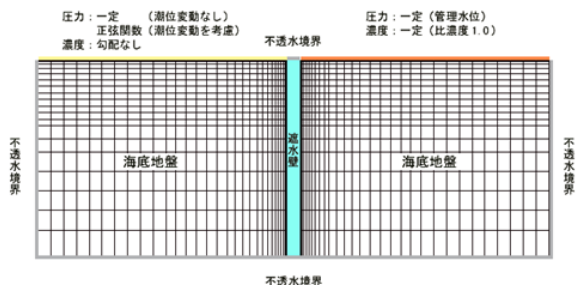 圧力：一定　（潮位変動なし）
正弦関数（潮位変動を考慮）
濃度：勾配なし
圧力：一定（管理水位）
濃度：一定（比濃度１.０）
不透水境界
不透水境界
海底地盤
遮水壁
海底地盤
不透水境界
不透水境界